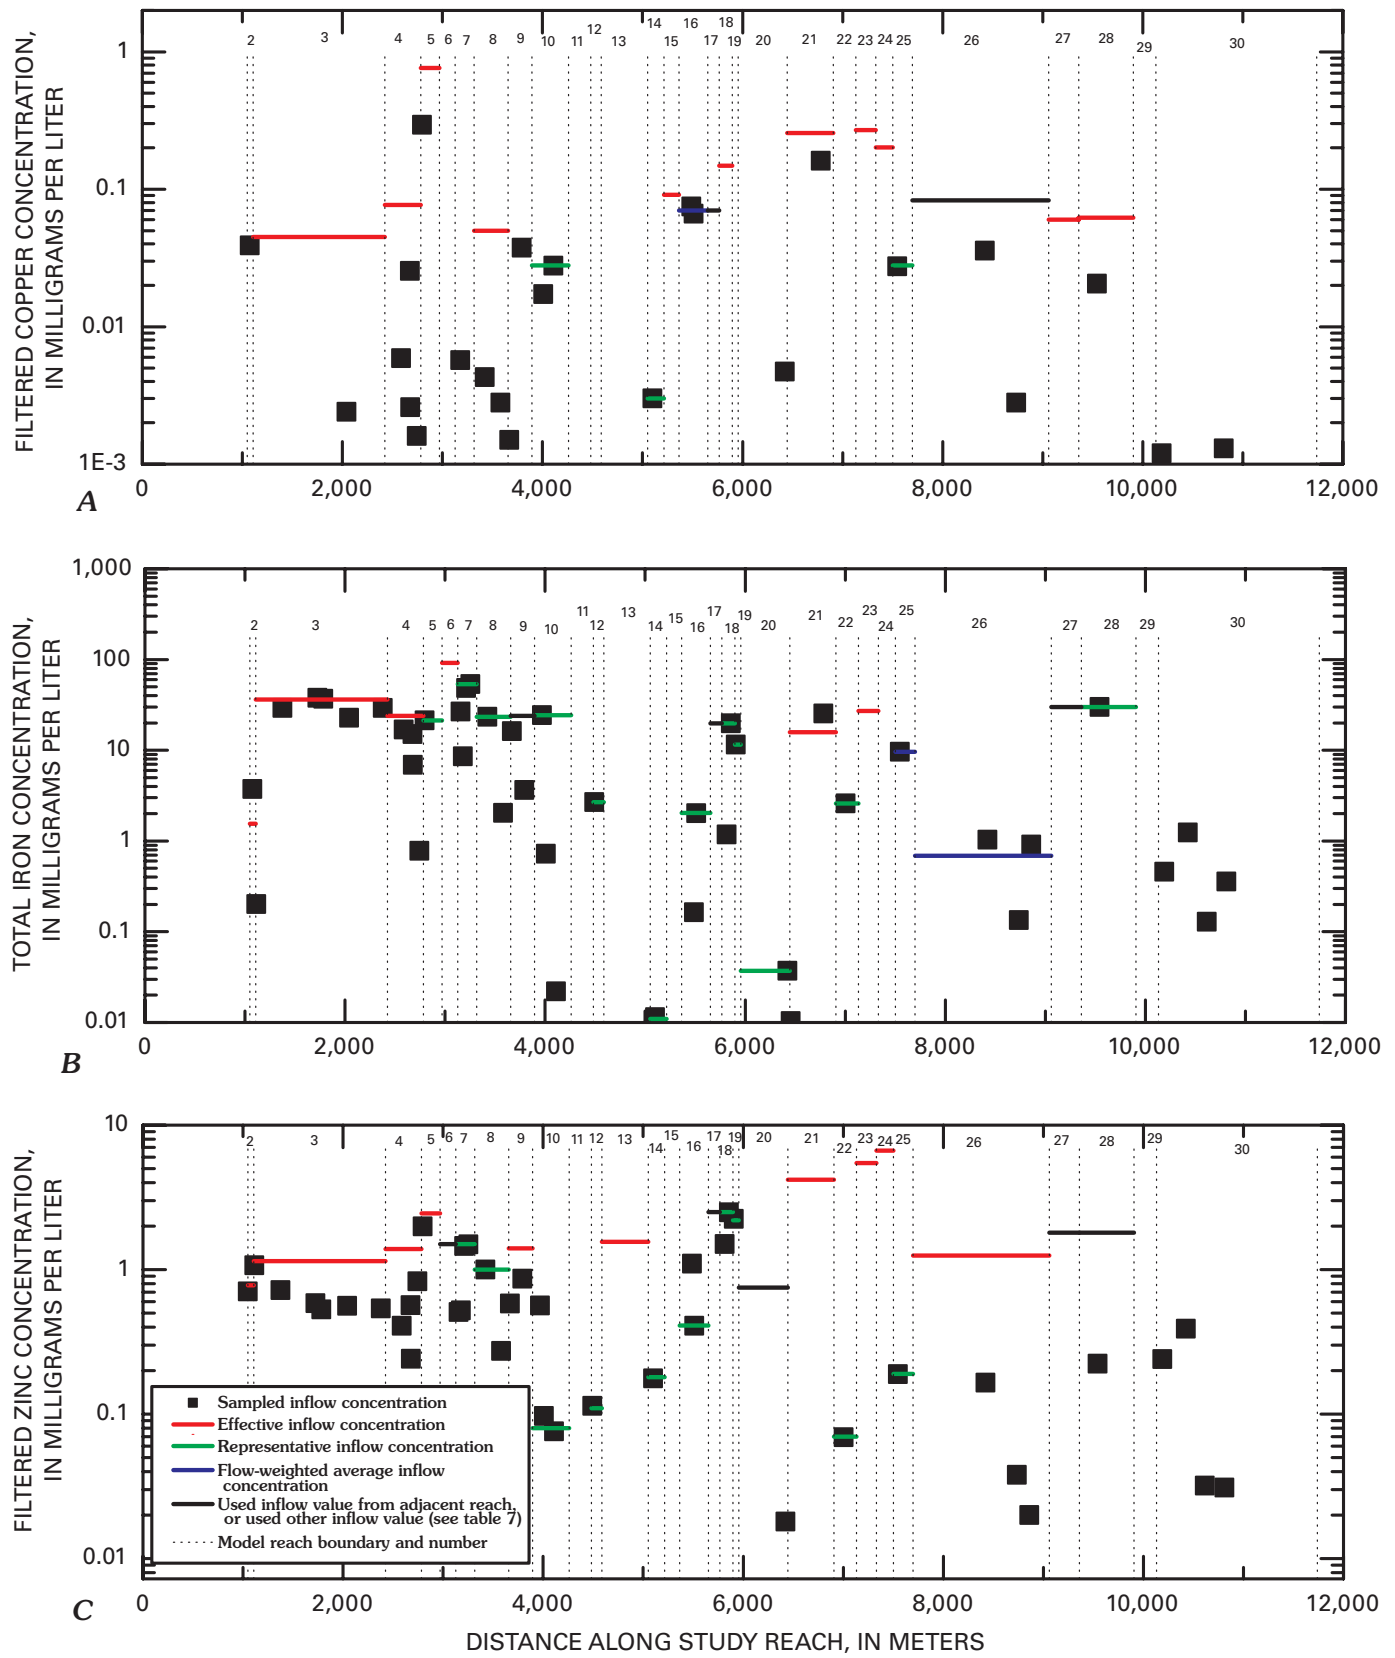 FILTERED COPPER CONCENTRATION,
IN MILLIGRAMS PER LITER
1
0.1
0.01
1E-3
2 3 4 5 6 7 8 9 10 11 12 13 14 15 16 17 18 19 20 21 22 23 24 25 26 27 28 29 30
0 2,000 4,000 6,000 8,000 10,000 12,000
A
TOTAL IRON CONCENTRATION,
IN MILLIGRAMS PER LITER
1,000
100
10
1
0.1
0.01
2 3 4 5 6 7 8 9 10 11 12 13 14 15 16 17 18 19 20 21 22 23 24 25 26 27 28 29 30
0 2,000 4,000 6,000 8,000 10,000 12,000
B
FILTERED ZINC CONCENTRATION,
IN MILLIGRAMS PER LITER
10
1
0.1
0.01
2 3 4 5 6 7 8 9 10 11 12 13 14 15 16 17 18 19 20 21 22 23 24 25 26 27 28 29 30
Sampled inflow concentration
Effective inflow concentration
Representative inflow concentration
Flow-weighted average inflow
concentration
Used inflow value from adjacent reach,
or used other inflow value (see table 7)
Model reach boundary and number
0 2,000 4,000 6,000 8,000 10,000 12,000
C
DISTANCE ALONG STUDY REACH, IN METERS